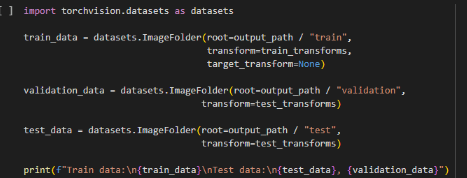 [ ] import torchvision.datasets as datasets
train_data = datasets.ImageFolder(root=output_path / "train",
transform=train_transforms,
target_transform=None)
validation_data = datasets.ImageFolder(root=output_path / "validation",
transform=test_transforms)
test_data = datasets.ImageFolder(root=output_path / "test",
transform=test_transforms)
print(f"Train data:\n{train_data}\nTest data:\n{test_data}, {validation_data}")